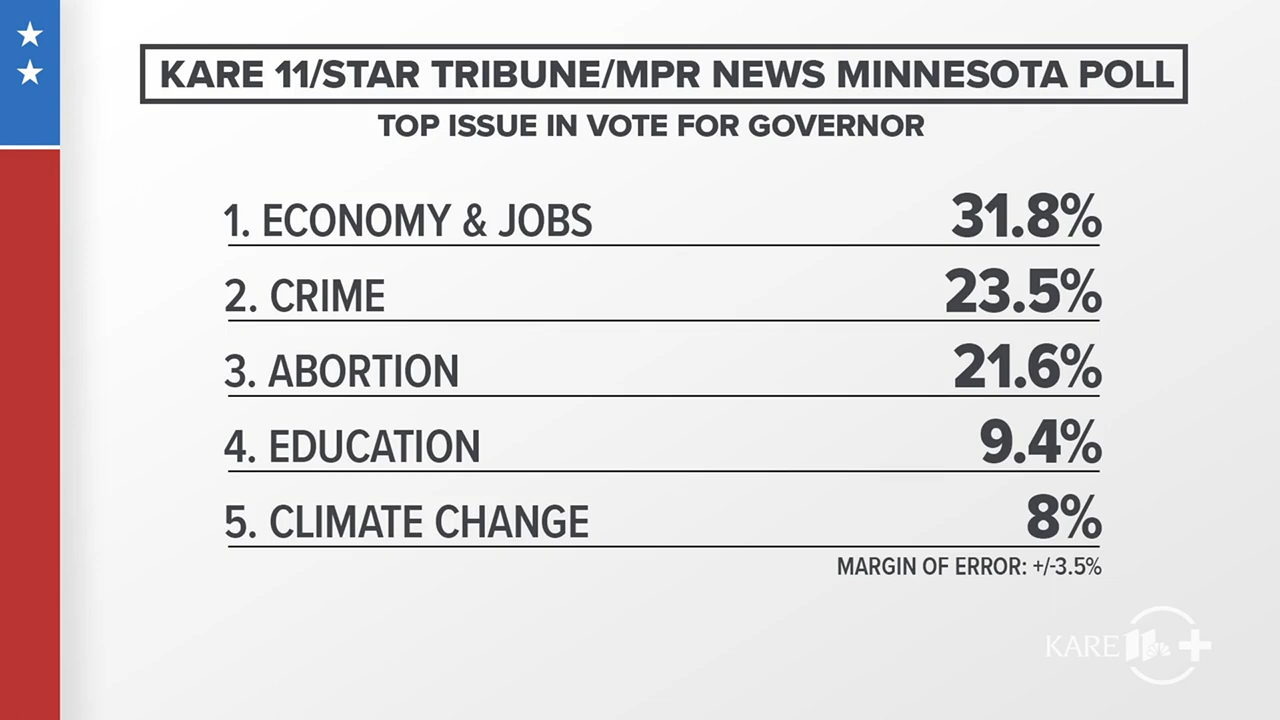 KARE 11/STAR TRIBUNE/MPR NEWS MINNESOTA POLL
TOP ISSUE IN VOTE FOR GOVERNOR
1. ECONOMY & JOBS 31.8%
2. CRIME 23.5%
3. ABORTION 21.6%
4. EDUCATION 9.4%
5. CLIMATE CHANGE 8%
MARGIN OF ERROR: +/-3.5%
KARE 11+